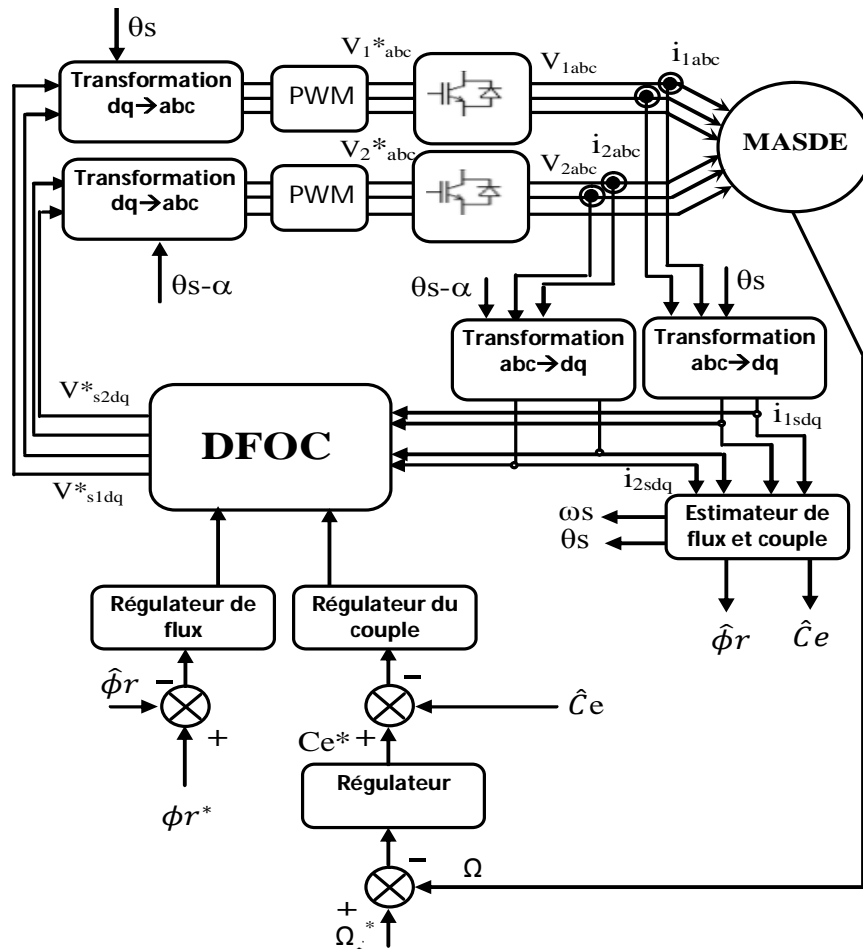 θs
Transformation
dq→abc
PWM
V1*abc
V1abc
i1abc
MASDE
Transformation
dq→abc
PWM
V2*abc
V2abc
i2abc
θs-α
θs-α
θs
Transformation
abc→dq
Transformation
abc→dq
V*s2dq
DFOC
i1sdq
V*s1dq
i2sdq
ωs
θs
Estimateur de
flux et couple
Régulateur de
flux
Régulateur du
couple
ϕ̂r
Ĉe
ϕ̂r
−
+
−
Ĉe
Ce*
+
ϕr*
Régulateur
−
Ω
+
Ω*